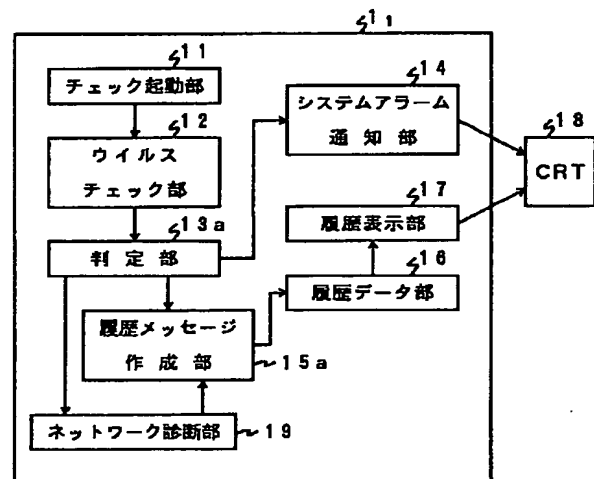 1₁
11
チェック起動部
12
ウイルス
チェック部
13a
判定部
14
システムアラーム
通知部
18
CRT
17
履歴表示部
16
履歴データ部
履歴メッセージ
作成部
15a
ネットワーク診断部
19